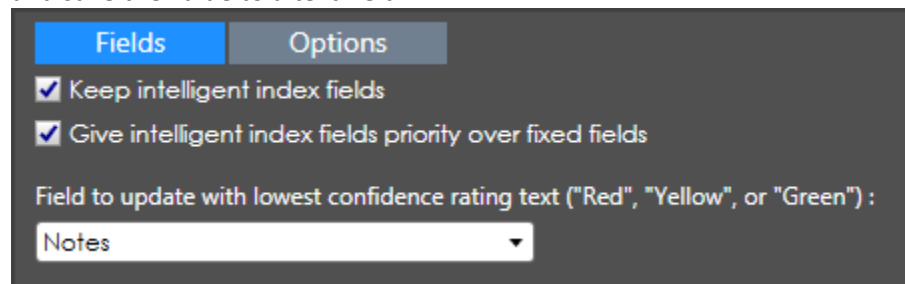 Fields Options
Keep intelligent index fields
Give intelligent index fields priority over fixed fields
Field to update with lowest confidence rating text ("Red", "Yellow", or "Green") :
Notes